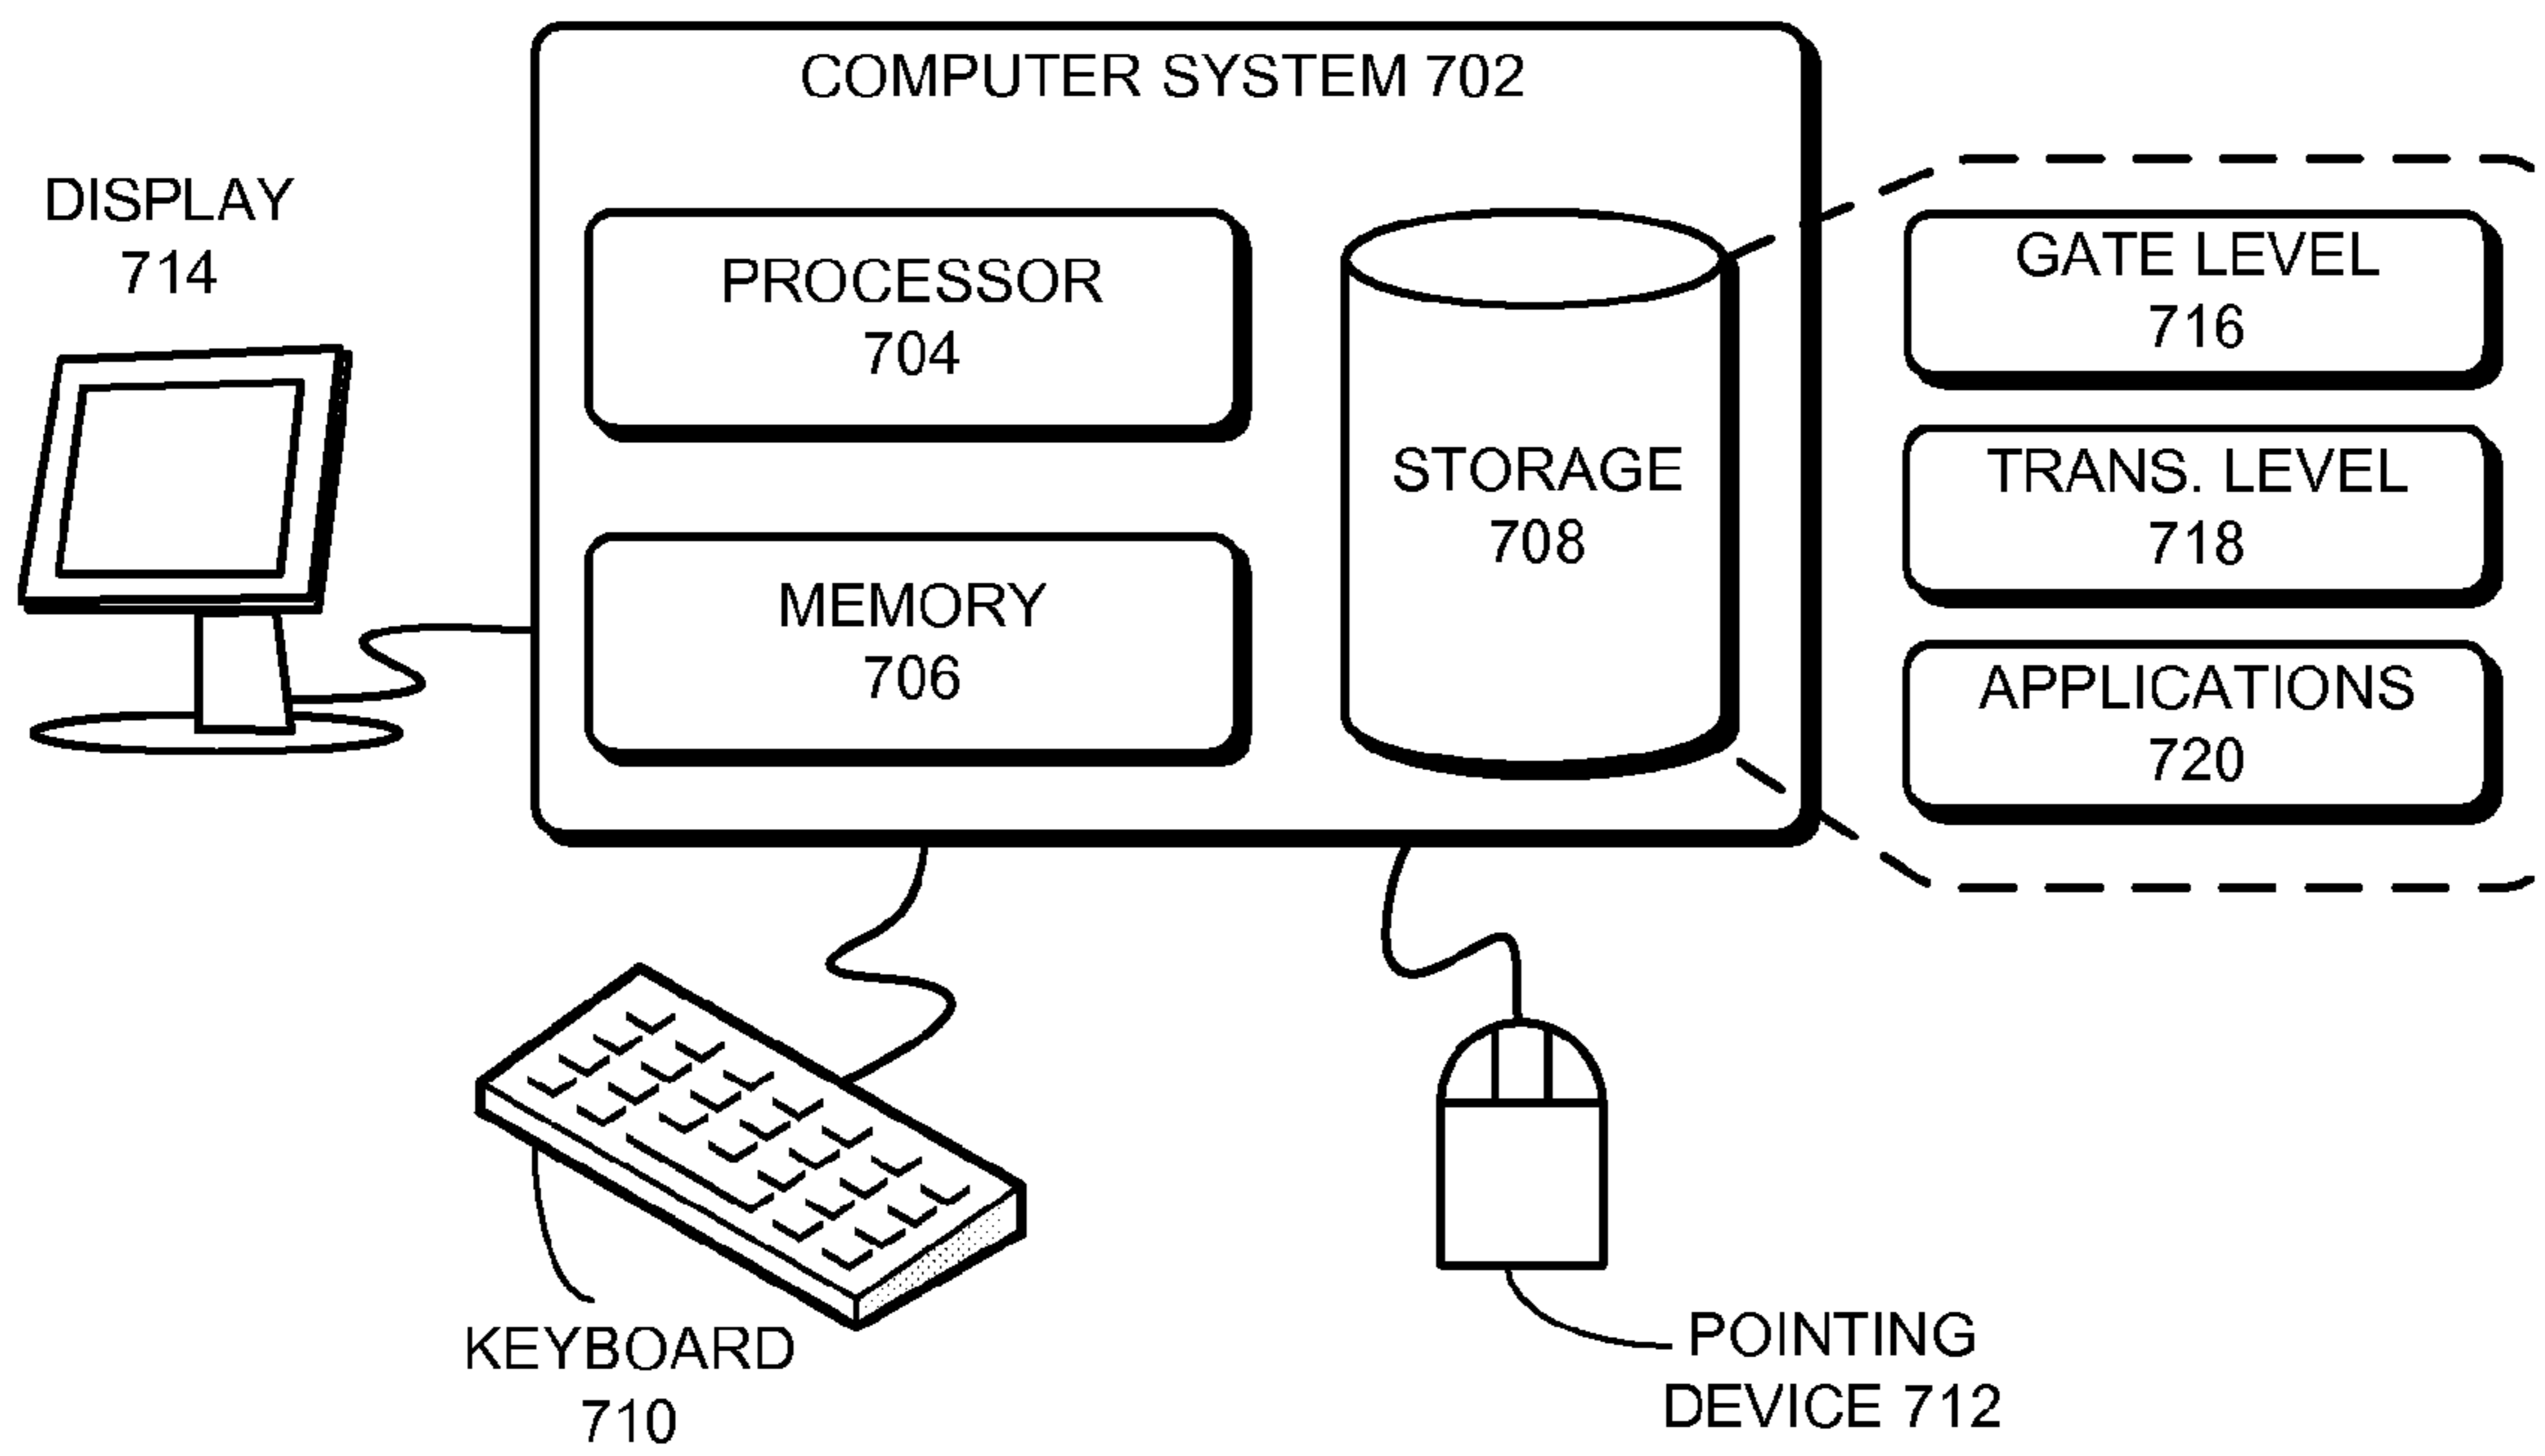 COMPUTER SYSTEM 702
DISPLAY
714
PROCESSOR
704
MEMORY
706
STORAGE
708
GATE LEVEL
716
TRANS. LEVEL
718
APPLICATIONS
720
KEYBOARD
710
POINTING
DEVICE 712